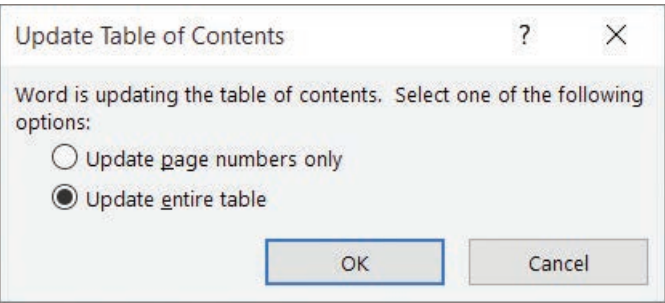 Update Table of Contents ?
Word is updating the table of contents. Select one of the following
options:
Update page numbers only
Update entire table
OK Cancel